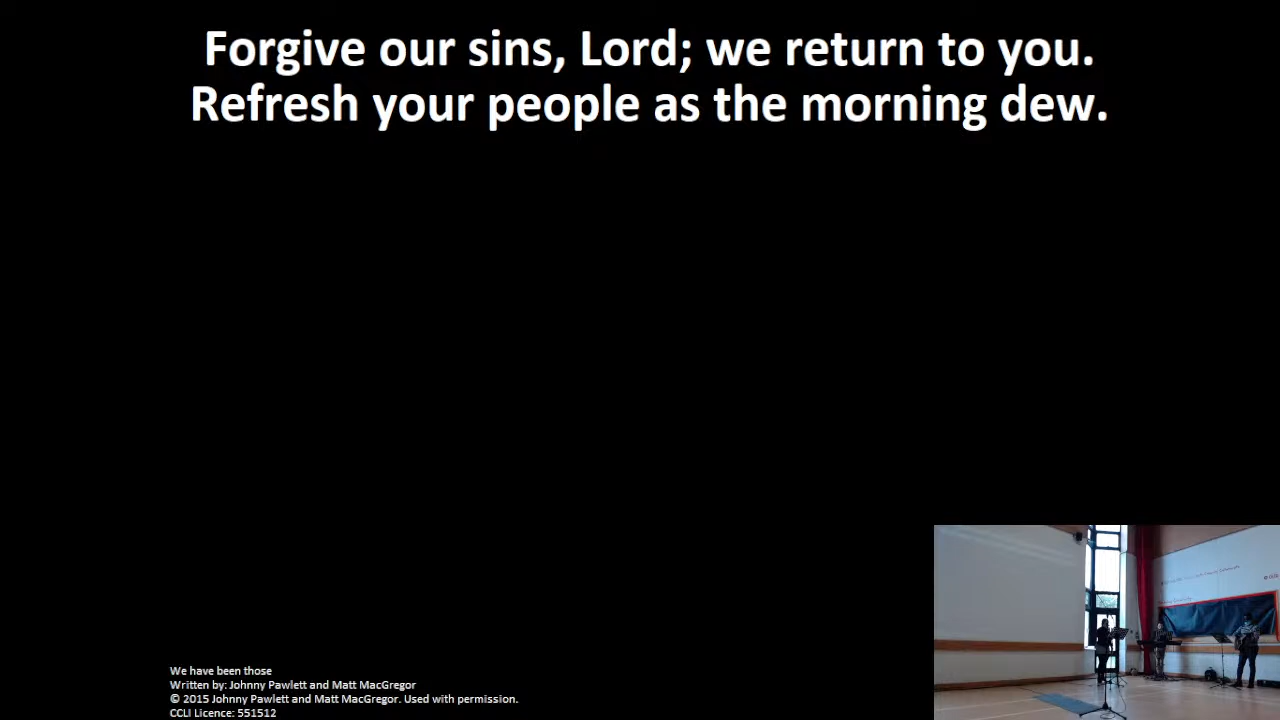 Forgive our sins, Lord; we return to you.
Refresh your people as the morning dew.
We have been those
Written by: Johnny Pawlett and Matt MacGregor
© 2015 Johnny Pawlett and Matt MacGregor. Used with permission.
CCLI Licence: 551512